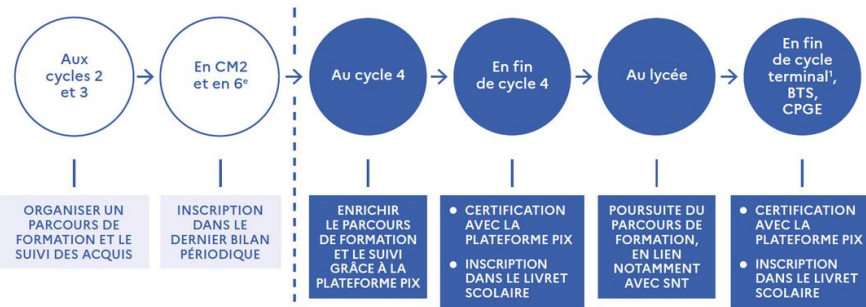 Aux
cycles 2
et 3
En CM2
et en 6ᵉ
Au cycle 4
En fin
de cycle 4
Au lycée
En fin
de cycle
terminal¹,
BTS,
CPGE
ORGANISER UN
PARCOURS DE
FORMATION ET LE
SUIVI DES ACQUIS
INSCRIPTION
DANS LE
DERNIER BILAN
PÉRIODIQUE
ENRICHIR
LE PARCOURS
DE FORMATION
ET LE SUIVI
GRÂCE À LA
PLATEFORME PIX
• CERTIFICATION
AVEC LA
PLATEFORME PIX
• INSCRIPTION
DANS LE LIVRET
SCOLAIRE
POURSUITE DU
PARCOURS DE
FORMATION,
EN LIEN
NOTAMMENT
AVEC SNT
• CERTIFICATION
AVEC LA
PLATEFORME PIX
• INSCRIPTION
DANS LE LIVRET
SCOLAIRE